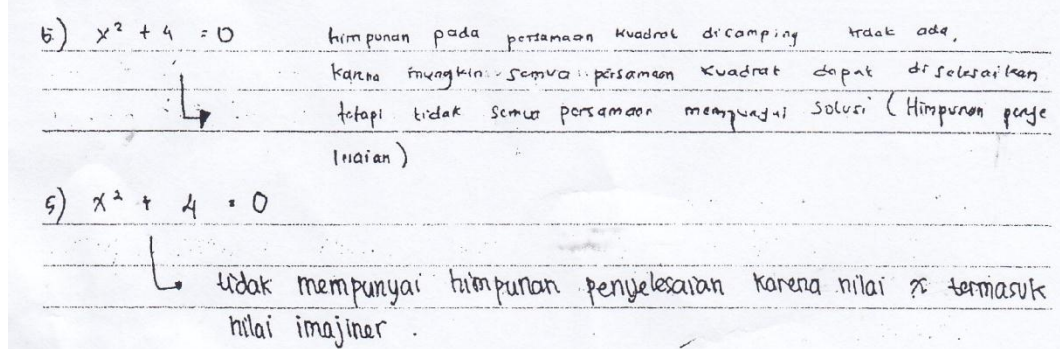 5.) x² + 4 = 0 himpunan pada persamaan kuadrat disamping tidak ada,
karna mungkin semua persamaan kuadrat dapat diselesaikan
tetapi tidak semua persamaan mempunyai solusi (Himpunan penye
lesaian)
5) x² + 4 = 0
tidak mempunyai himpunan penyelesaian karena nilai x termasuk
nilai imajiner.